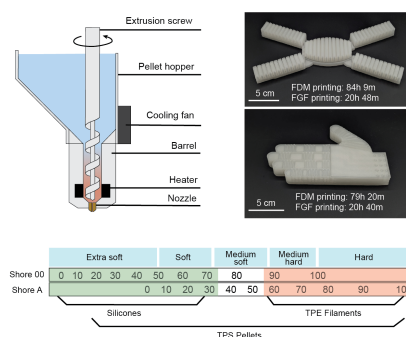 Extrusion screw
Pellet hopper
Cooling fan
Barrel
Heater
Nozzle
5 cm
FDM printing: 84h 9m
FGF printing: 20h 48m
5 cm
FDM printing: 79h 20m
FGF printing: 20h 40m
Extra soft Soft Medium soft Medium hard Hard
Shore 00 0 10 20 30 40 50 60 70 80 90 100
Shore A 0 10 20 30 40 50 60 70 80 90
Silicones TPE Filaments
TPS Pellets